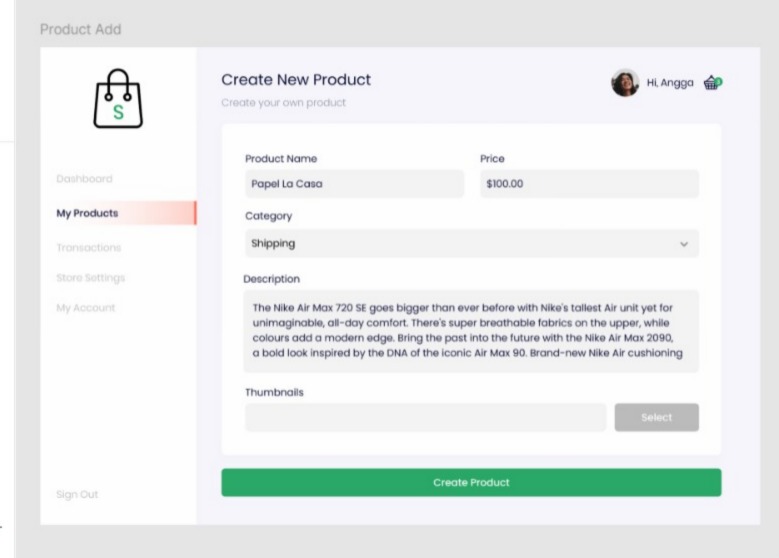 Product Add
S
Create New Product
Create your own product
Hi, Angga
Dashboard
My Products
Transactions
Store Settings
My Account
Sign Out
Product Name
Price
Papel La Casa
$100.00
Category
Shipping
Description
The Nike Air Max 720 SE goes bigger than ever before with Nike's tallest Air unit yet for
unimaginable, all-day comfort. There's super breathable fabrics on the upper, while
colours add a modern edge. Bring the past into the future with the Nike Air Max 2090,
a bold look inspired by the DNA of the iconic Air Max 90. Brand-new Nike Air cushioning
Thumbnails
Select
Create Product